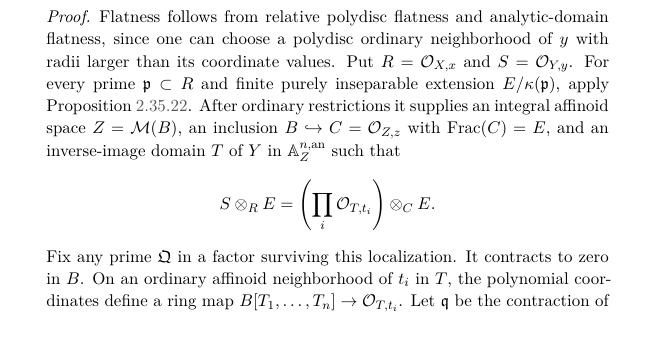 Proof. Flatness follows from relative polydisc flatness and analytic-domain
flatness, since one can choose a polydisc ordinary neighborhood of y with
radii larger than its coordinate values. Put R = 𝒪_{X,x} and S = 𝒪_{Y,y}. For
every prime 𝔭 ⊂ R and finite purely inseparable extension E/κ(𝔭), apply
Proposition 2.35.22. After ordinary restrictions it supplies an integral affinoid
space Z = ℳ(B), an inclusion B ↪ C = 𝒪_{Z,z} with Frac(C) = E, and an
inverse-image domain T of Y in 𝔸_Z^{n,an} such that
S ⊗_R E = (∏_i 𝒪_{T,t_i}) ⊗_C E.
Fix any prime 𝔔 in a factor surviving this localization. It contracts to zero
in B. On an ordinary affinoid neighborhood of t_i in T, the polynomial coor-
dinates define a ring map B[T_1, . . . , T_n] → 𝒪_{T,t_i}. Let 𝔮 be the contraction of